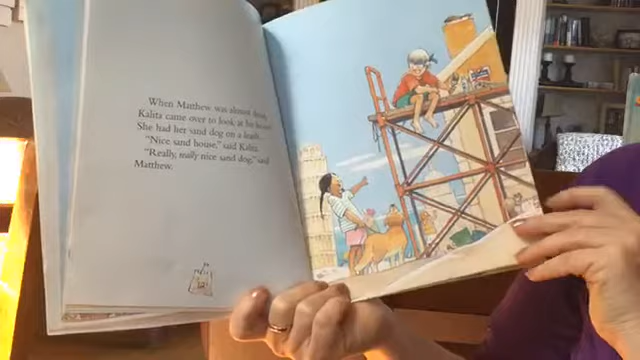 When Matthew was almost done,
Kalita came over to look at his house.
She had her sand dog on a leash.
"Nice sand house," said Kalita.
"Really, really nice sand dog," said
Matthew.